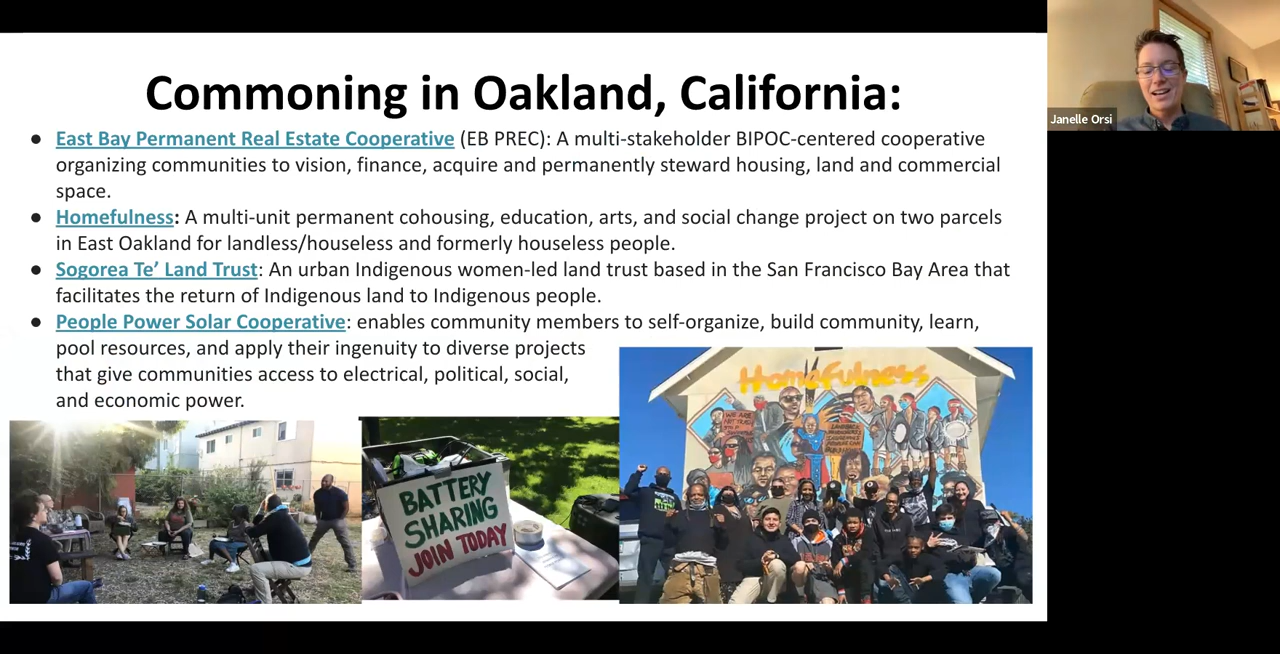 Commoning in Oakland, California:
Janelle Orsi
● East Bay Permanent Real Estate Cooperative (EB PREC): A multi-stakeholder BIPOC-centered cooperative
organizing communities to vision, finance, acquire and permanently steward housing, land and commercial
space.
● Homefulness: A multi-unit permanent cohousing, education, arts, and social change project on two parcels
in East Oakland for landless/houseless and formerly houseless people.
● Sogorea Te’ Land Trust: An urban Indigenous women-led land trust based in the San Francisco Bay Area that
facilitates the return of Indigenous land to Indigenous people.
● People Power Solar Cooperative: enables community members to self-organize, build community, learn,
pool resources, and apply their ingenuity to diverse projects
that give communities access to electrical, political, social,
and economic power.
Homefulness
WE ARE
NOT TRASH
BATTERY
SHARING
JOIN TODAY